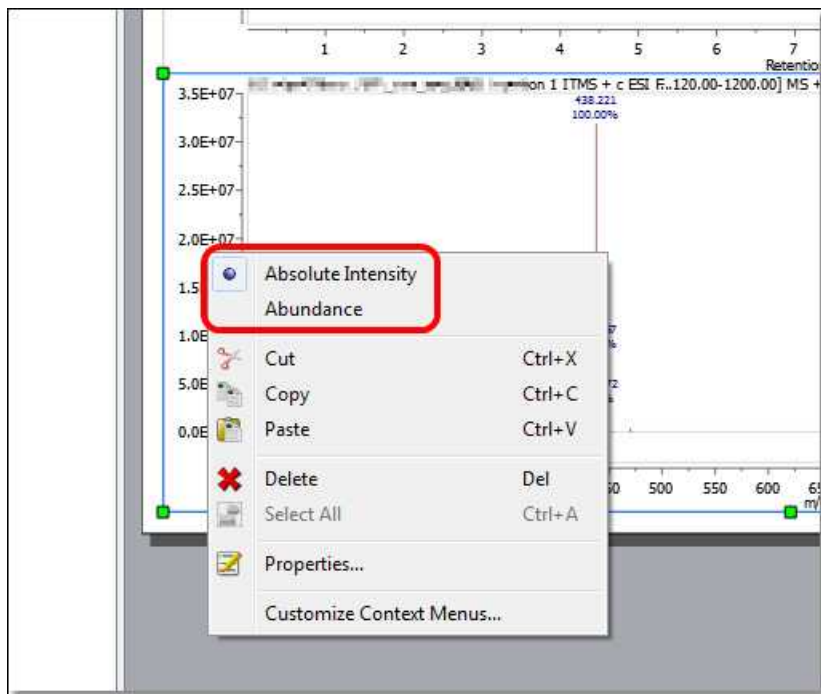 1 2 3 4 5 6 7
Retentio
on 1 ITMS + c ESI F...120.00-1200.00] MS +
3.5E+07
438.221
100.00%
3.0E+07
2.5E+07
2.0E+07
Absolute Intensity
1.5
Abundance
1.0E
Cut Ctrl+X
5.0E
Copy Ctrl+C
0.0E
Paste Ctrl+V
Delete Del
500 550 600
m/
Select All Ctrl+A
Properties...
Customize Context Menus...